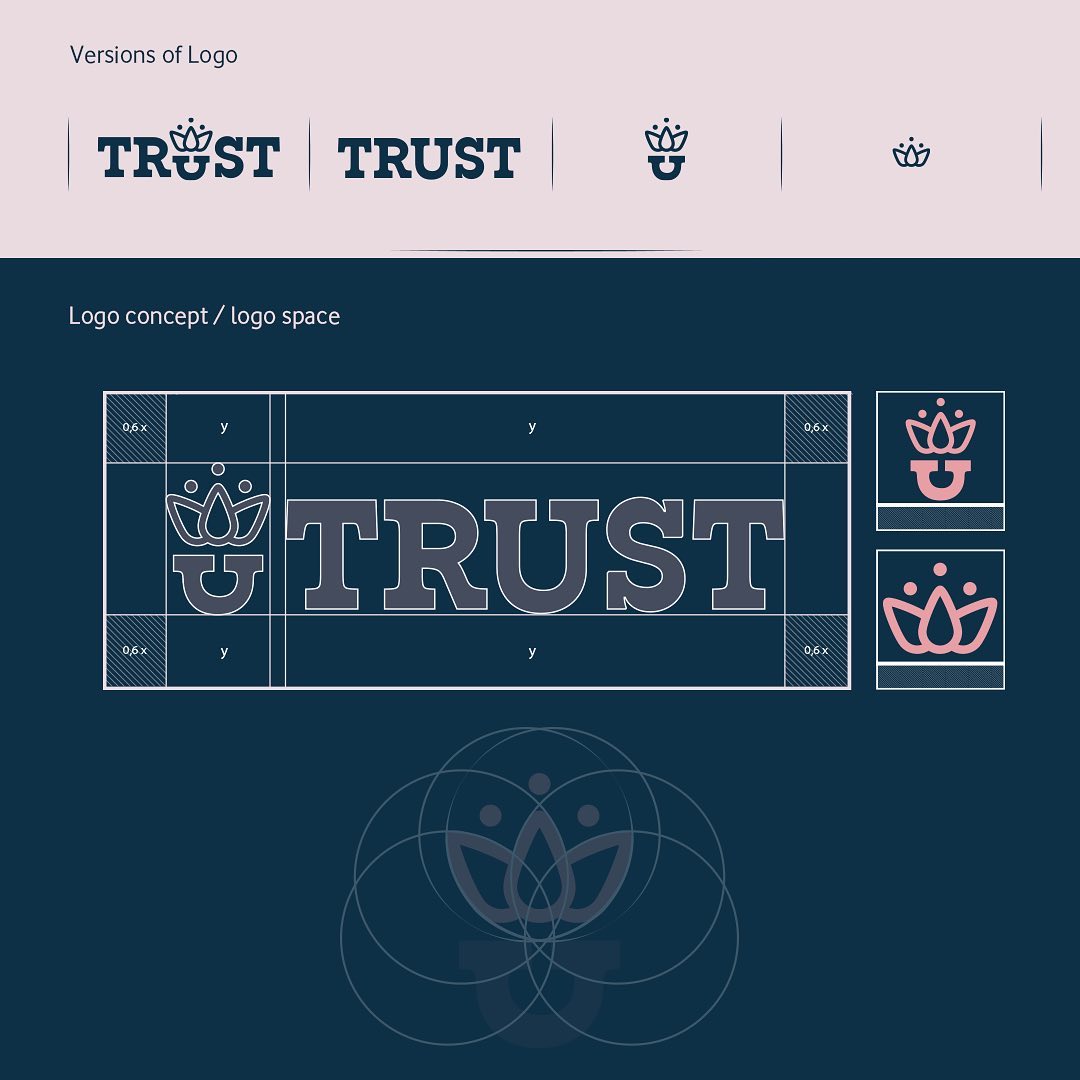 Versions of Logo
TRUST
TRUST
U
Logo concept / logo space
0,6 x
y
y
0,6 x
U
TRUST
U
0,6 x
y
y
0,6 x
U